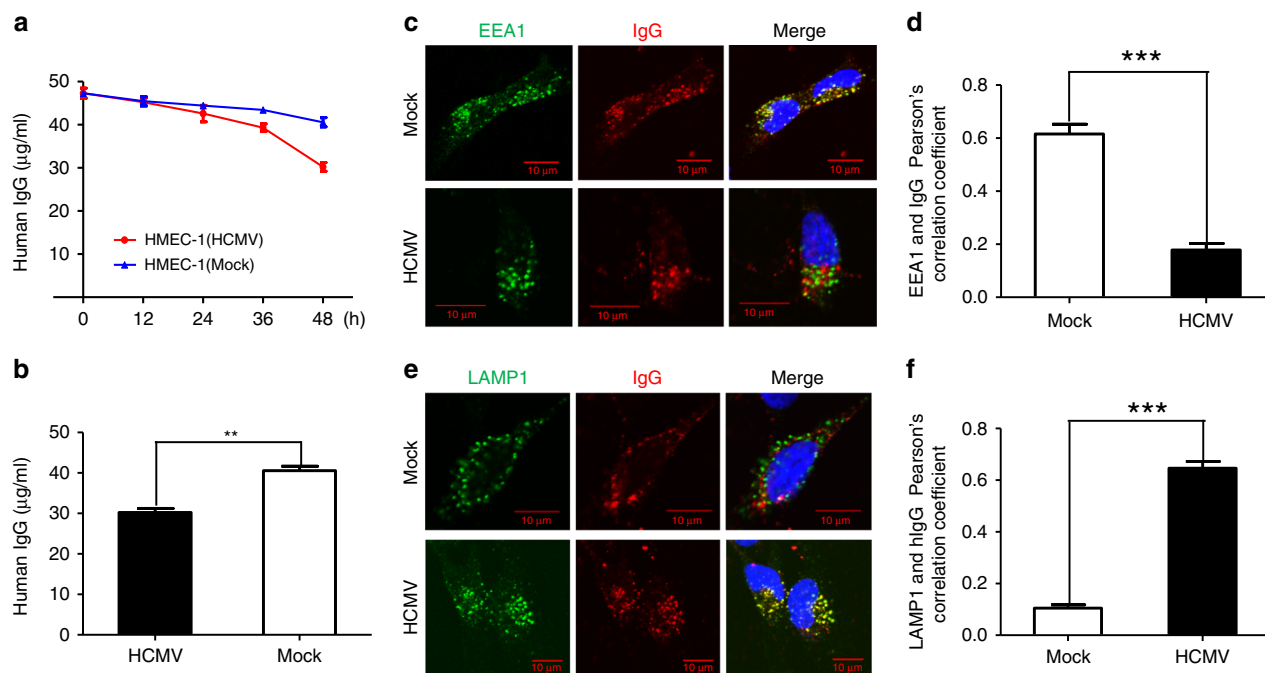 a
50
40
30
20
10
Human IgG (μg/ml)
HMEC-1(HCMV)
HMEC-1(Mock)
0 12 24 36 48 (h)
b
50
40
30
20
10
0
Human IgG (μg/ml)
**
HCMV Mock
c
EEA1 IgG Merge
Mock
10 μm 10 μm 10 μm
HCMV
10 μm 10 μm 10 μm
d
0.8
0.6
0.4
0.2
0.0
EEA1 and IgG Pearson's
correlation coefficient
***
Mock HCMV
e
LAMP1 IgG Merge
Mock
10 μm 10 μm 10 μm
HCMV
10 μm 10 μm 10 μm
f
0.8
0.6
0.4
0.2
0.0
LAMP1 and hIgG Pearson's
correlation coefficient
***
Mock HCMV